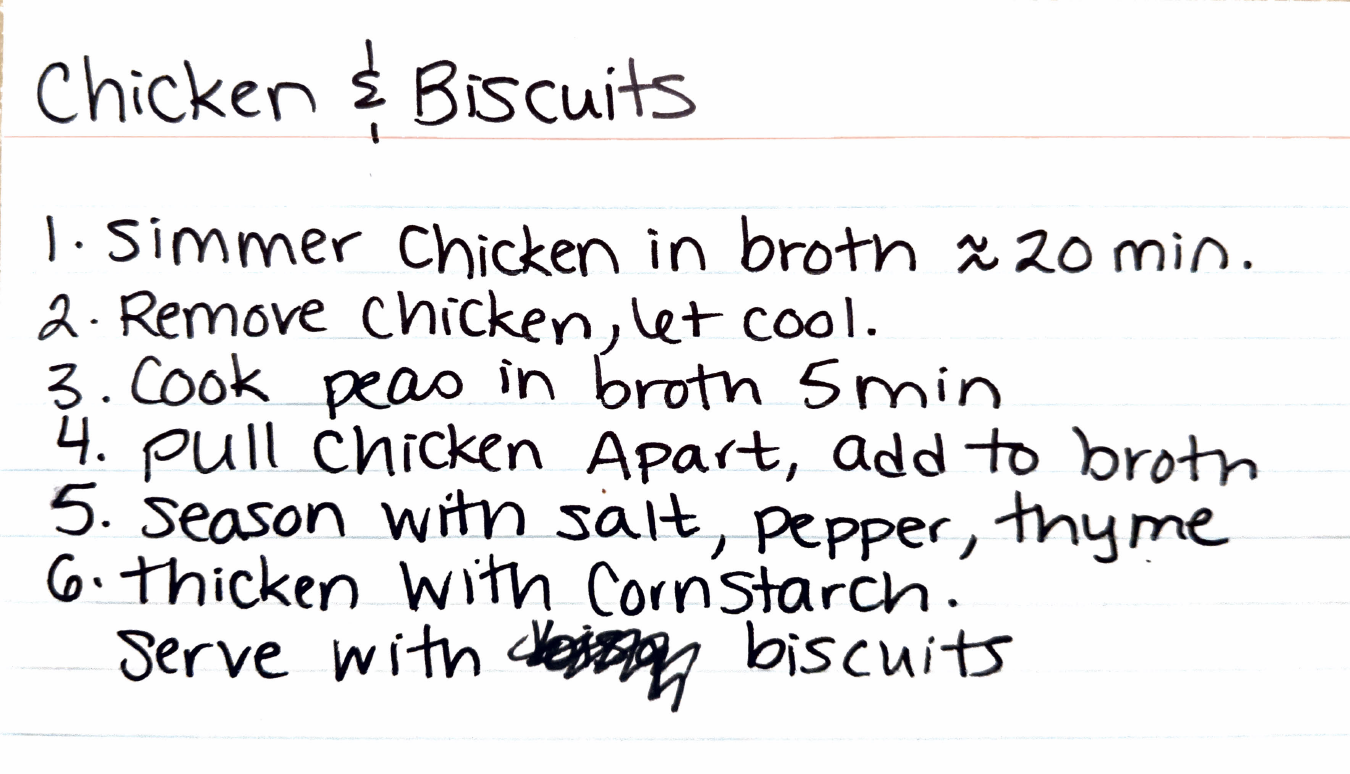 Chicken & Biscuits
1. Simmer Chicken in broth ≈ 20 min.
2. Remove Chicken, let cool.
3. Cook peas in broth 5 min
4. Pull Chicken Apart, add to broth
5. Season with salt, pepper, thyme
6. thicken with Cornstarch.
Serve with biscuits